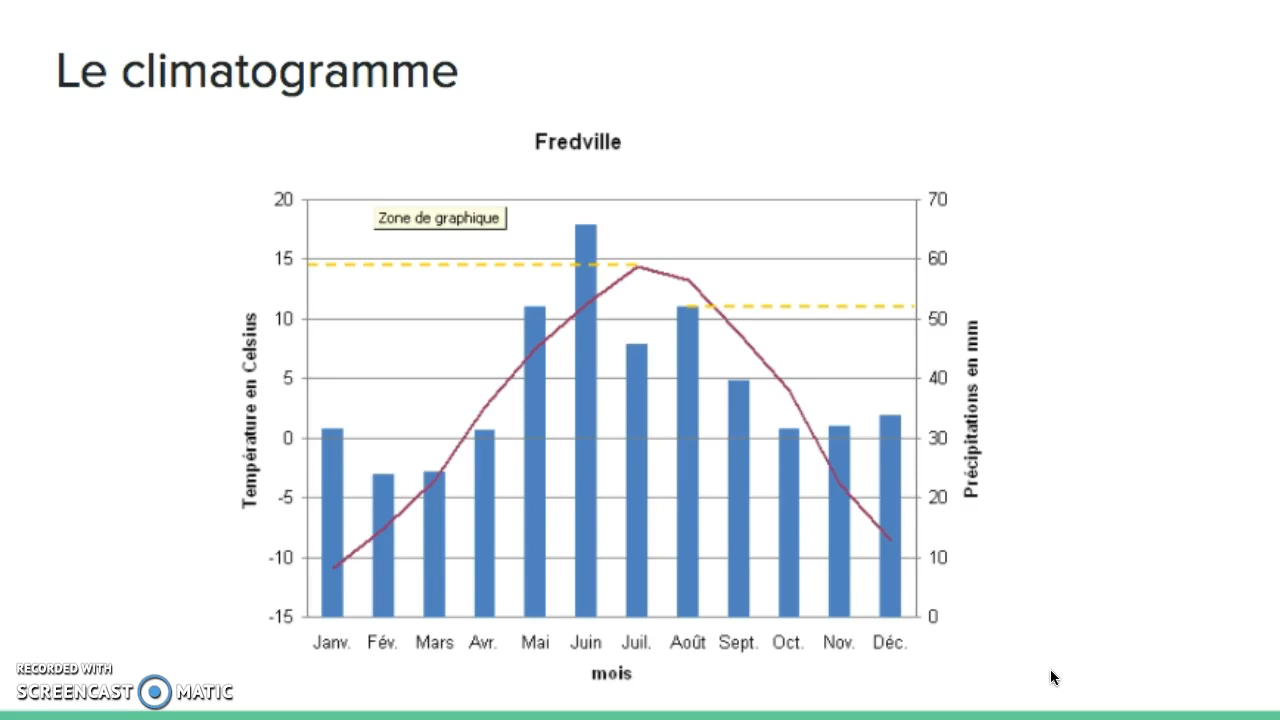 Le climatogramme
Fredville
Zone de graphique
20
15
10
5
0
-5
-10
-15
Température en Celsius
70
60
50
40
30
20
10
0
Précipitations en mm
Janv. Fév. Mars Avr. Mai Juin Juil. Août Sept. Oct. Nov. Déc.
mois
RECORDED WITH
SCREENCAST MATIC